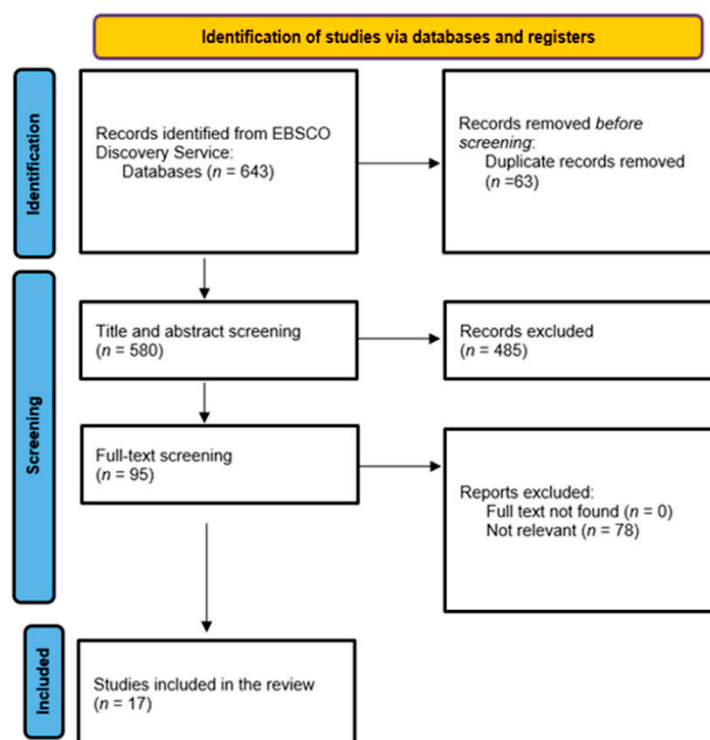 Identification of studies via databases and registers
Identification
Records identified from EBSCO
Discovery Service:
Databases (n = 643)
Records removed before
screening:
Duplicate records removed
(n =63)
Screening
Title and abstract screening
(n = 580)
Records excluded
(n = 485)
Full-text screening
(n = 95)
Reports excluded:
Full text not found (n = 0)
Not relevant (n = 78)
Included
Studies included in the review
(n = 17)